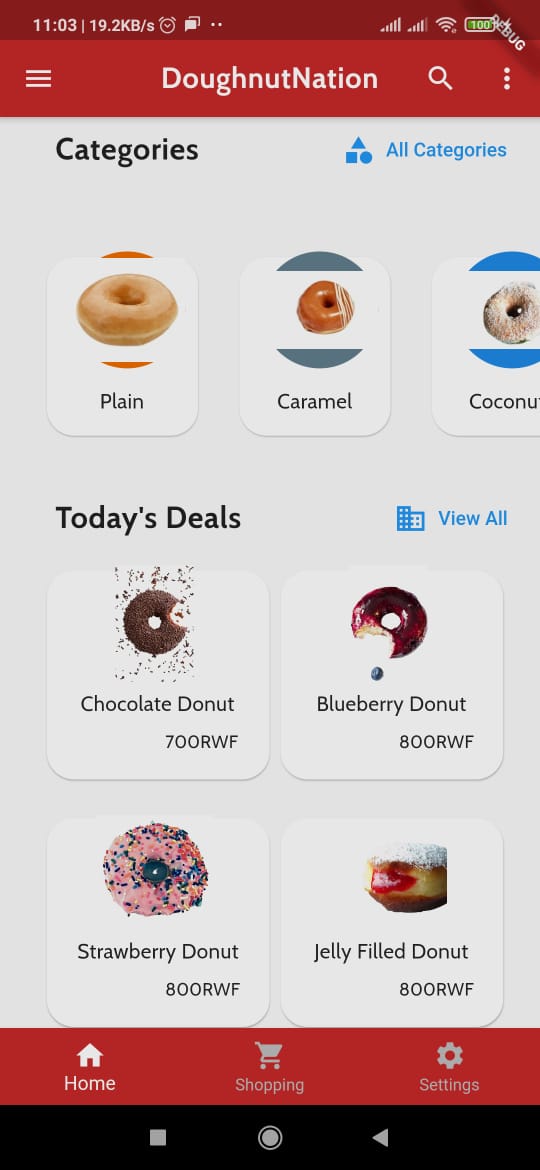 11:03 | 19.2KB/s
100
DEBUG
DoughnutNation
Categories
All Categories
Plain
Caramel
Coconu
Today's Deals
View All
Chocolate Donut
700RWF
Blueberry Donut
800RWF
Strawberry Donut
800RWF
Jelly Filled Donut
800RWF
Home
Shopping
Settings